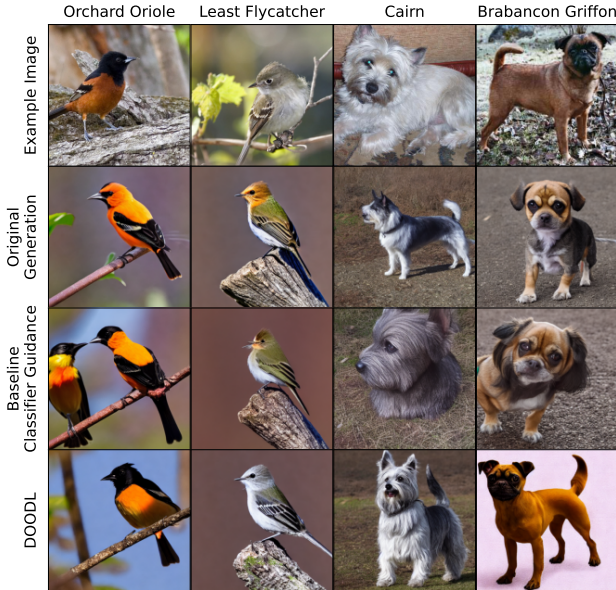 Orchard Oriole
Least Flycatcher
Cairn
Brabancon Griffon
Example Image
Original
Generation
Baseline
Classifier Guidance
DOODL